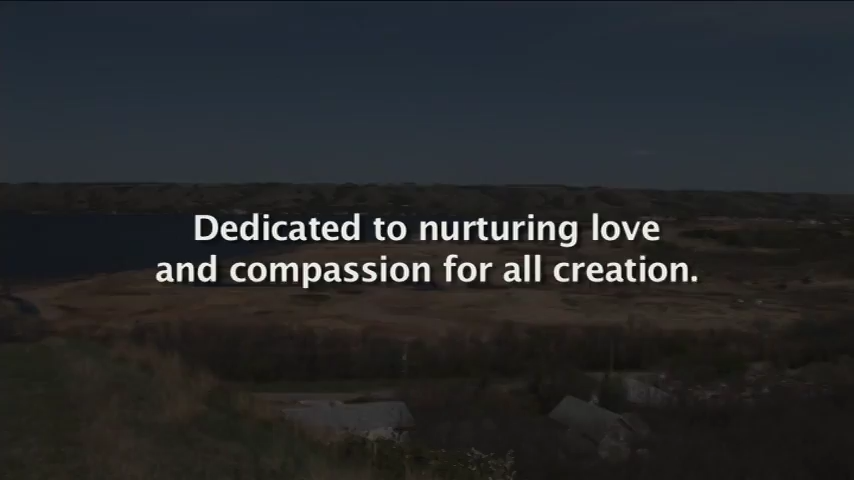 Dedicated to nurturing love
and compassion for all creation.